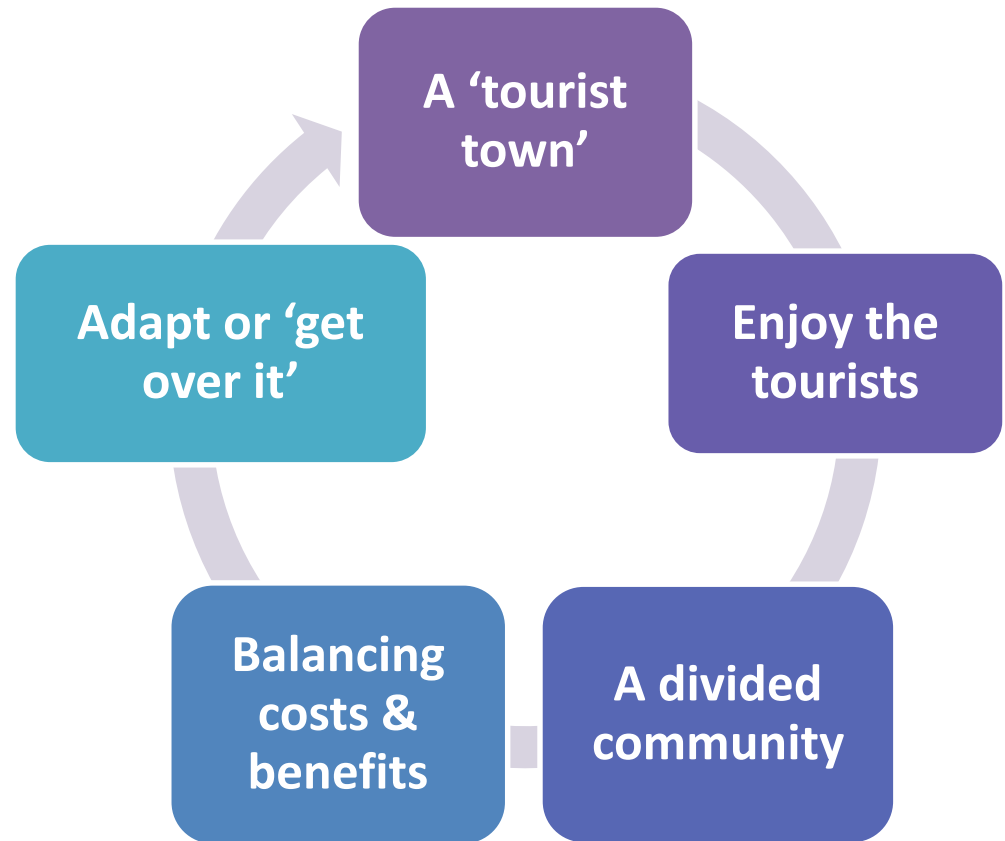 A ‘tourist
town’
Enjoy the
tourists
A divided
community
Balancing
costs &
benefits
Adapt or ‘get
over it’